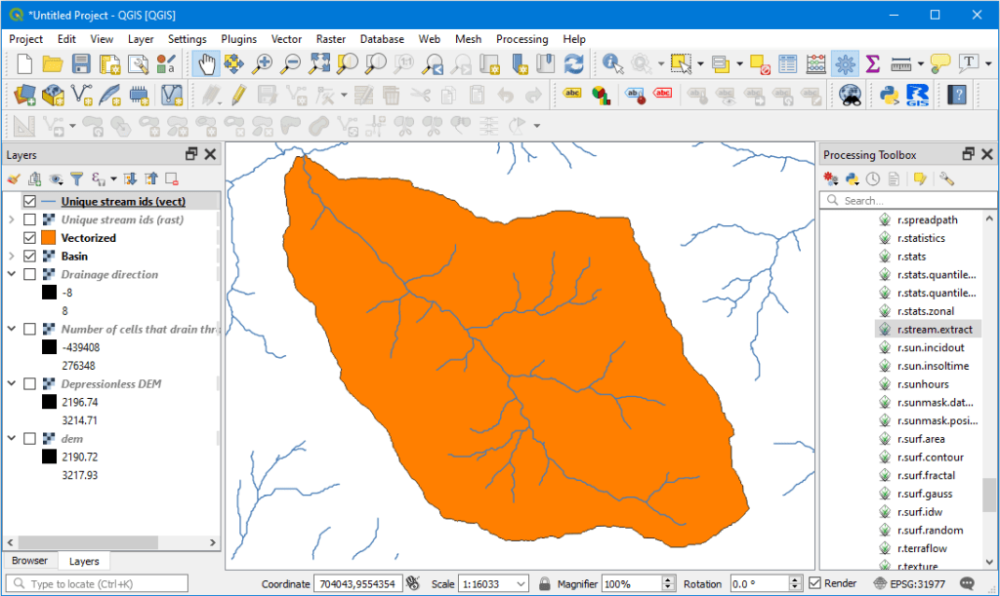 *Untitled Project - QGIS [QGIS]
Project Edit View Layer Settings Plugins Vector Raster Database Web Mesh Processing Help
abc abc
R GIS
Layers
Unique stream ids (vect)
Unique stream ids (rast)
Vectorized
Basin
Drainage direction
-8
8
Number of cells that drain thr
-439408
276348
Depressionless DEM
2196.74
3214.71
dem
2190.72
3217.93
Browser Layers
Processing Toolbox
Search...
r.spreadpath
r.statistics
r.stats
r.stats.quantile...
r.stats.quantile...
r.stats.zonal
r.stream.extract
r.sun.incidout
r.sun.insoltime
r.sunhours
r.sunmask.dat...
r.sunmask.posi...
r.surf.area
r.surf.contour
r.surf.fractal
r.surf.gauss
r.surf.idw
r.surf.random
r.terraflow
r.texture
Type to locate (Ctrl+K) Coordinate 704043,9554354 Scale 1:16033 Magnifier 100% Rotation 0.0 ° Render EPSG:31977